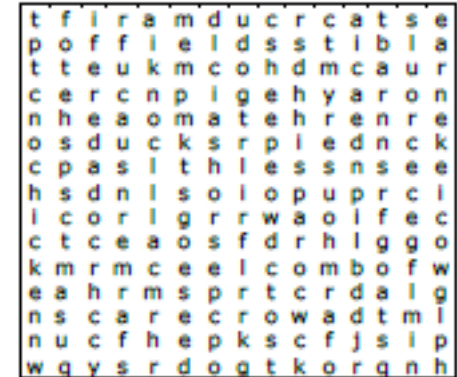 t f i r a m d u c r c a t s e
p o f f i e l d s s t i b l a
t t e u k m c o h d m c a u r
c e r c n p i g e h y a r o n
n h e a o m a t e h r e n r e
o s d u c k s r p i e d n c k
c p a s l t h l e s s n s e e
h s d n l s o i o p u p r c i
i c o r l g r r w a o i f e c
c t c e a o s f d r h l g g o
k m r m c e e l c o m b o f w
e a h r m s p r t c r d a l g
n s c a r e c r o w a d t m l
n u c f h e p k s c f j s i p
w q y s r d o g t k o r q n h